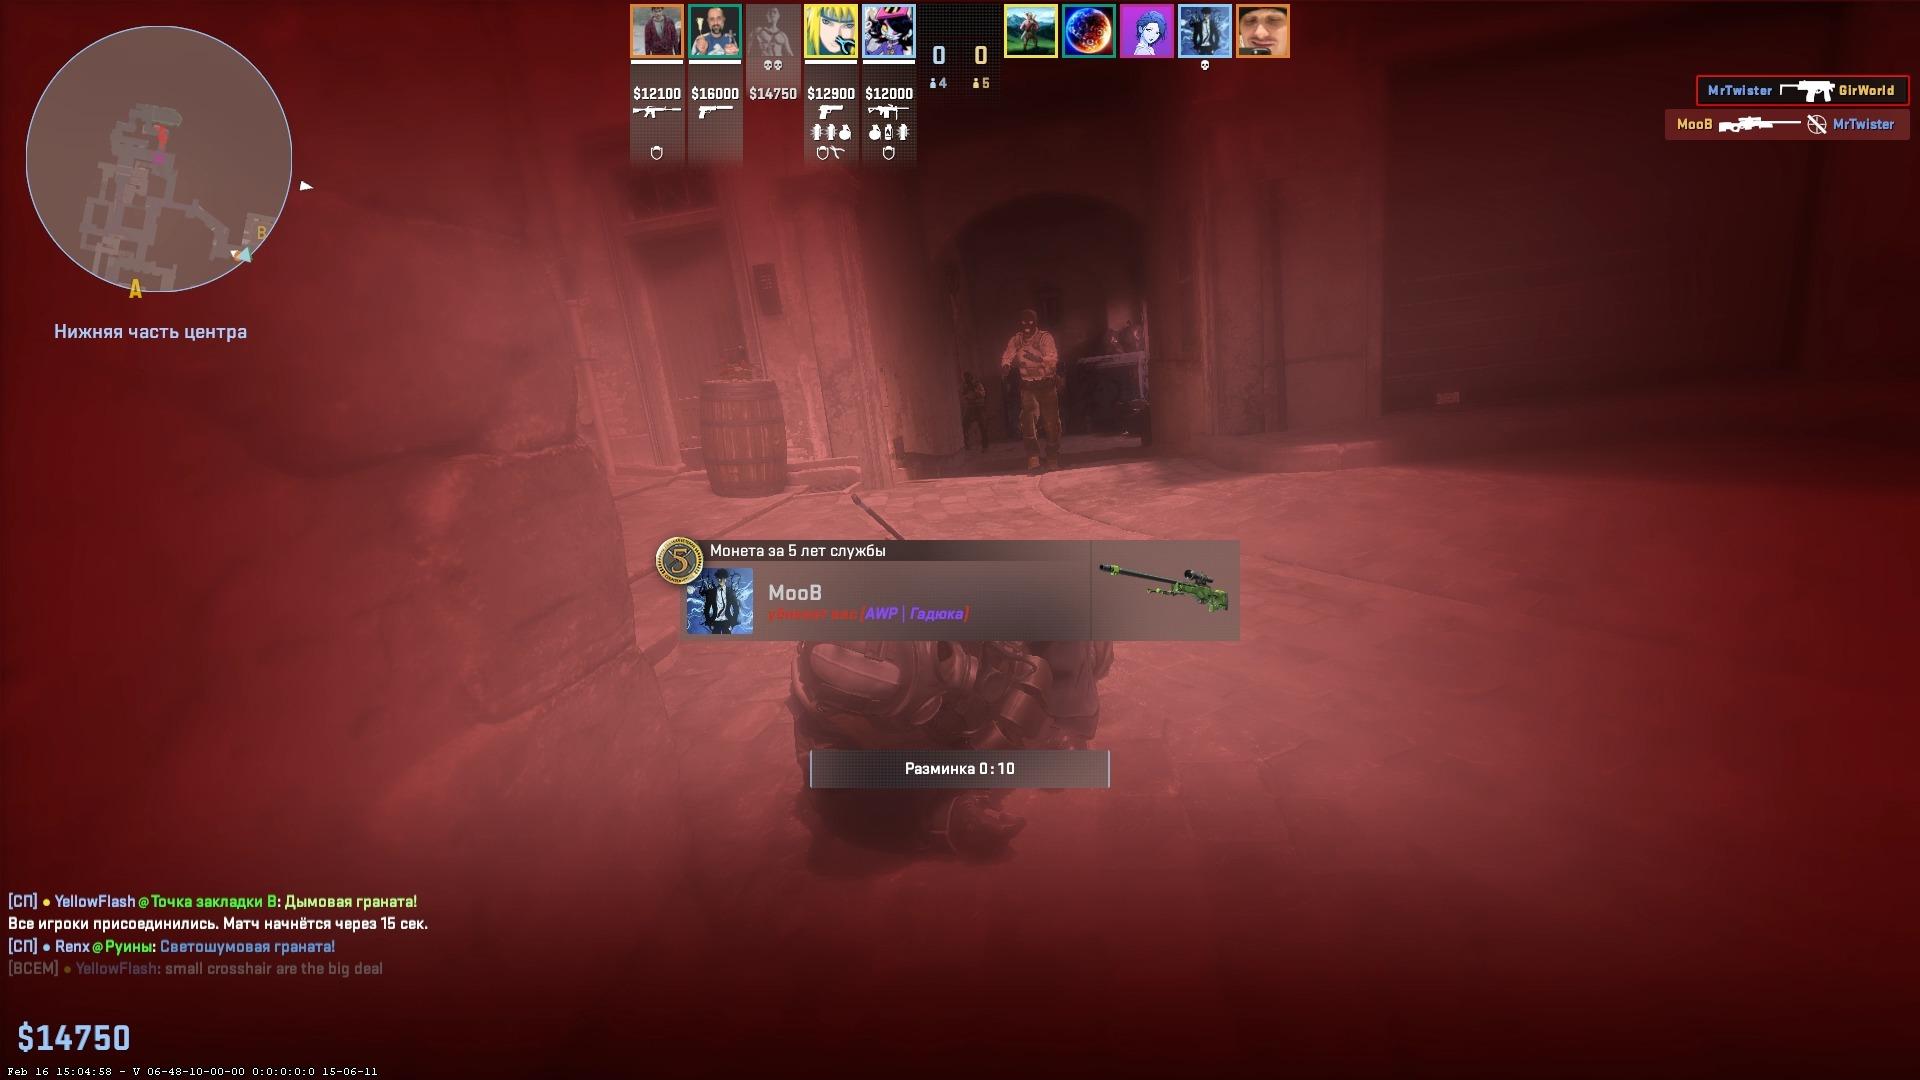 0 0
4 5
$12100 $16000 $14750 $12900 $12000
MrTwister GirWorld
MooB MrTwister
B
A
Нижняя часть центра
5
Монета за 5 лет службы
MooB
убивает вас (AWP | Гадюка)
Разминка 0:10
[СП] ● YellowFlash@Точка закладки B: Дымовая граната!
Все игроки присоединились. Матч начнётся через 15 сек.
[СП] ● Renx@Руины: Светошумовая граната!
[ВСЕМ] ● YellowFlash: small crosshair are the big deal
$14750
Feb 16 15:04:58 - V 06-48-10-00-00 0:0:0:0:0 15-06-11